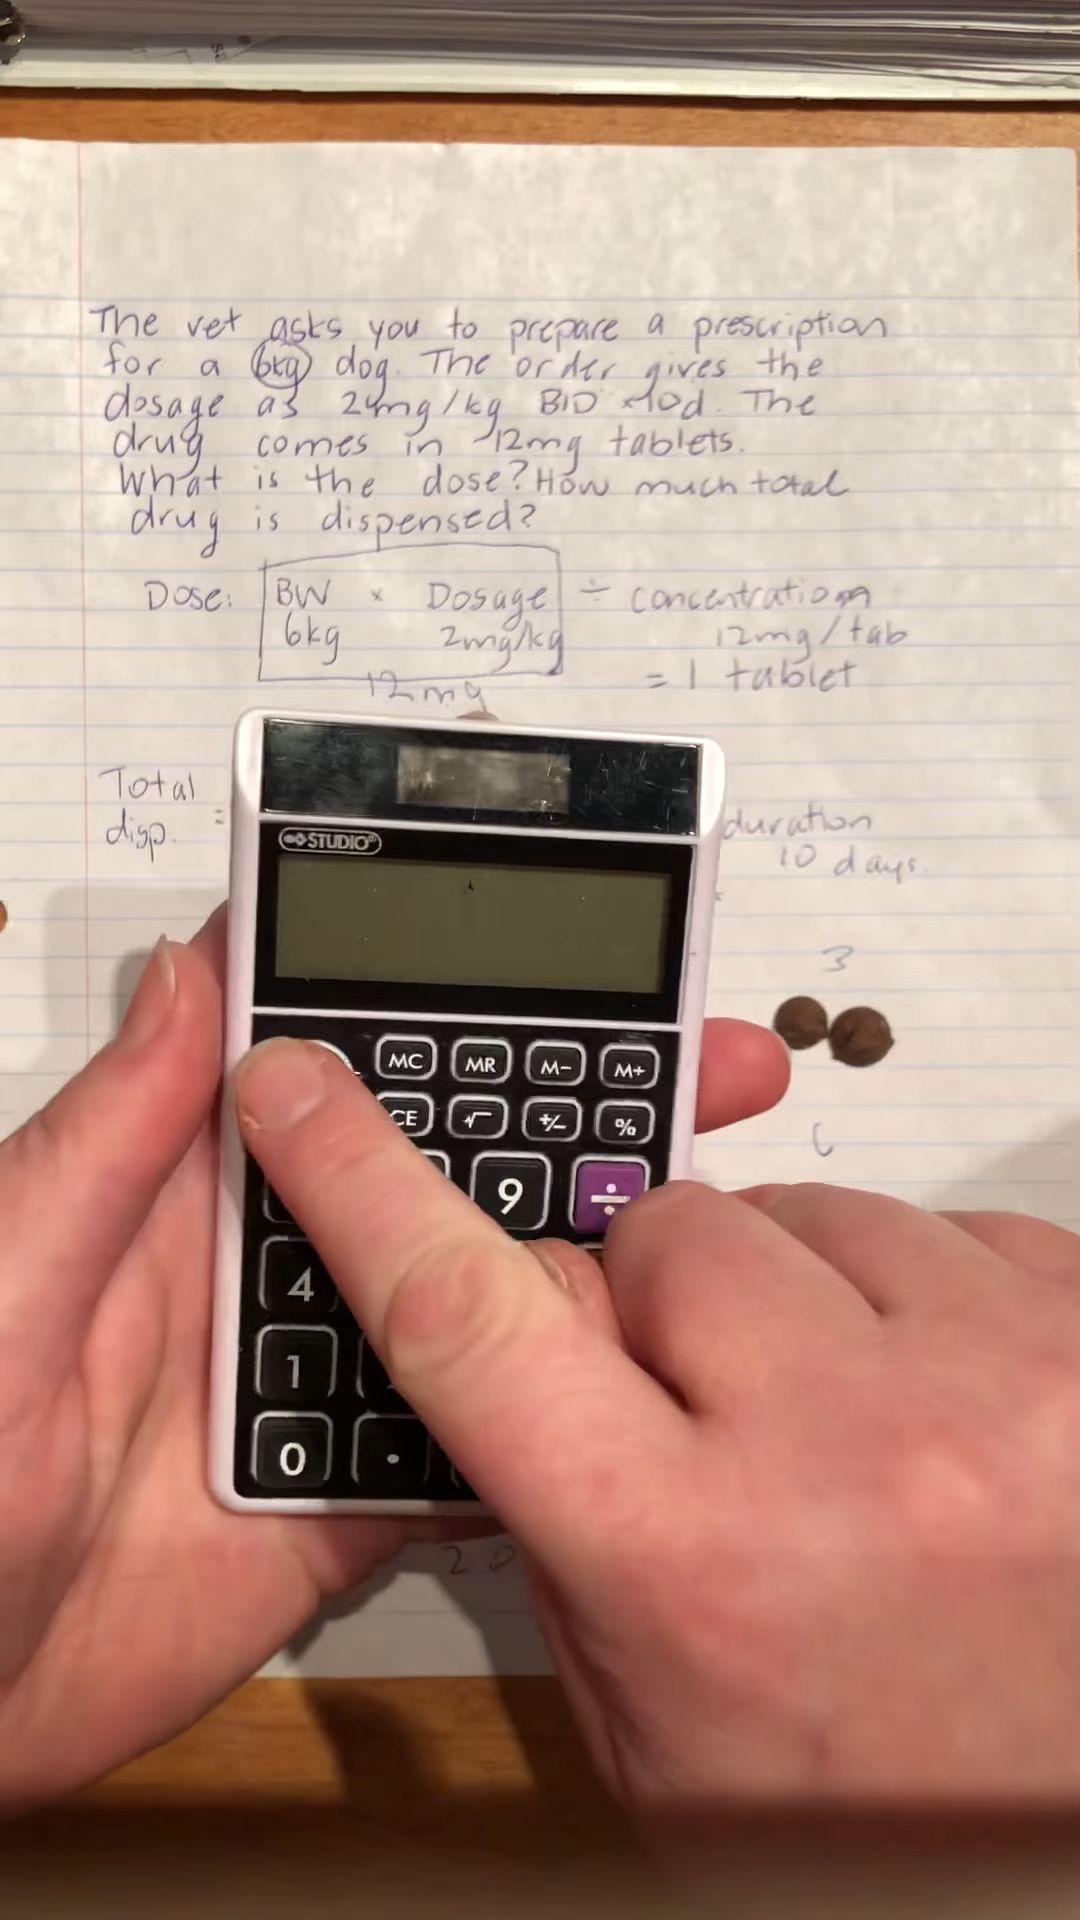 The vet asks you to prepare a prescription
for a 6kg dog. The order gives the
dosage as 2mg/kg BID x10d. The
drug comes in 12mg tablets.
What is the dose? How much total
drug is dispensed?
Dose: BW x Dosage ÷ concentration
6kg 2mg/kg 12mg/tab
12mg = 1 tablet
Total
disp. = duration
10 days
3
STUDIO
MC MR M- M+
CE √ +/- %
9 ÷
4
1
0 .
20